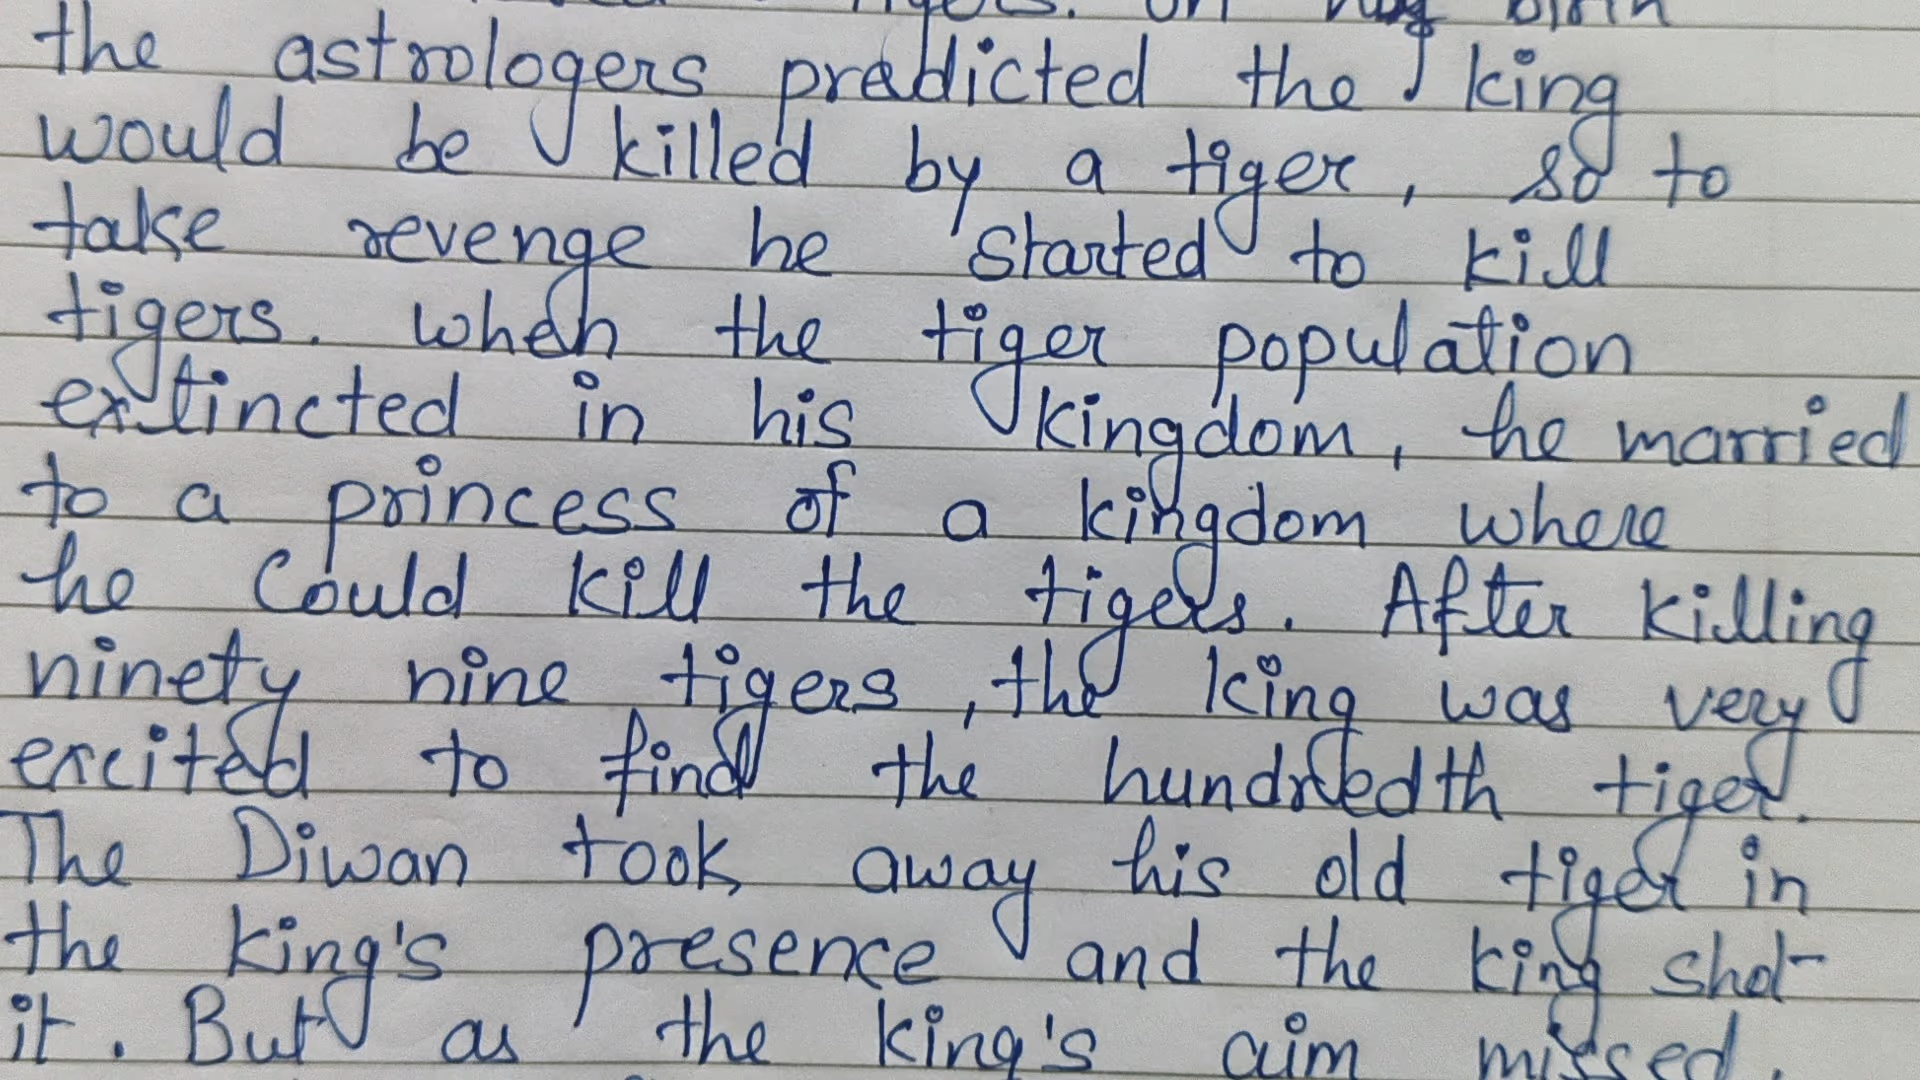 the astrologers predicted the king
would be killed by a tiger, so to
take revenge he started to kill
tigers. when the tiger population
extincted in his kingdom, he married
to a princess of a kingdom where
he Could kill the tigers. After killing
ninety nine tigers, the king was very
excited to find the hundredth tiger.
The Diwan took away his old tiger in
the king's presence and the king shot
it. But as the king's aim missed,